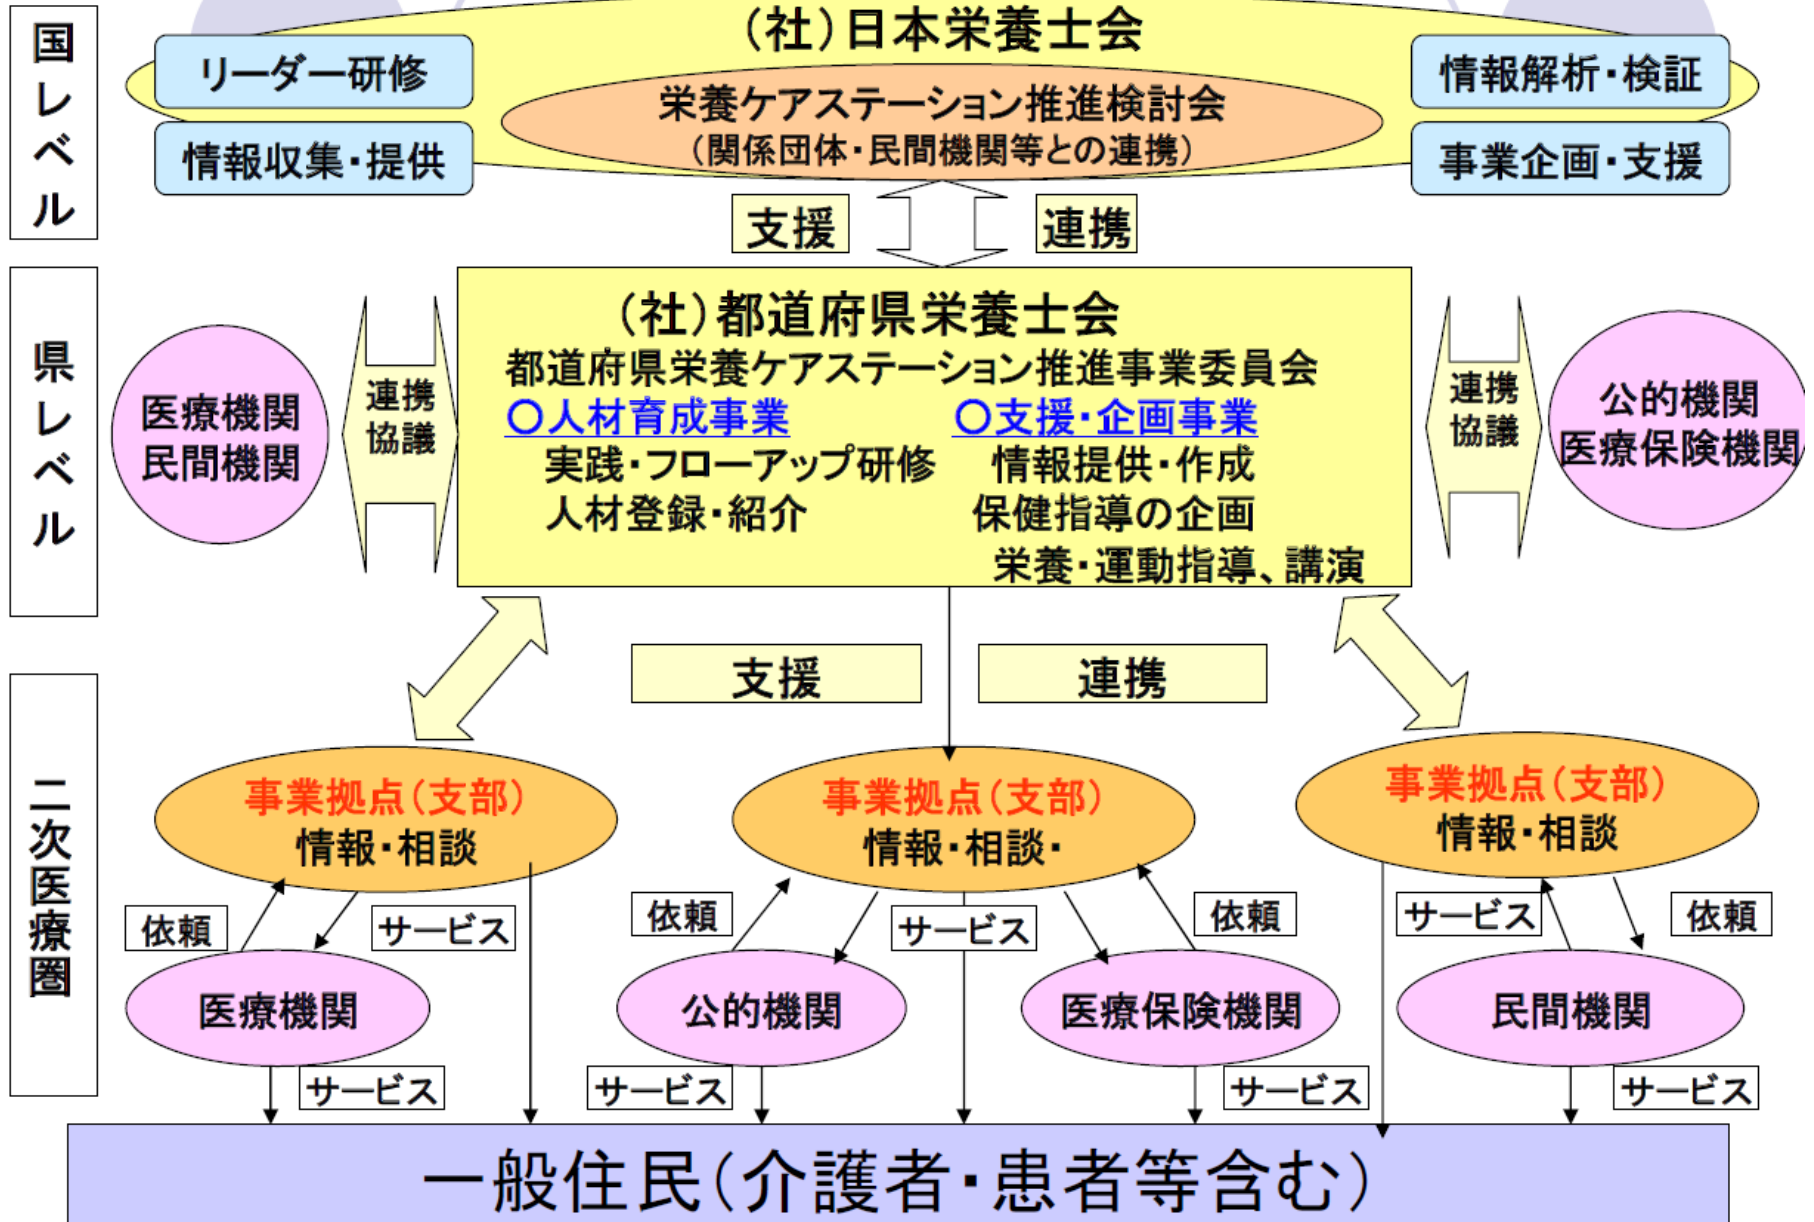 国レベル
(社)日本栄養士会
リーダー研修
情報収集・提供
栄養ケアステーション推進検討会
(関係団体・民間機関等との連携)
情報解析・検証
事業企画・支援
支援
連携
県レベル
医療機関
民間機関
連携
協議
(社)都道府県栄養士会
都道府県栄養ケアステーション推進事業委員会
○人材育成事業
実践・フローアップ研修
人材登録・紹介
○支援・企画事業
情報提供・作成
保健指導の企画
栄養・運動指導、講演
連携
協議
公的機関
医療保険機関
支援
連携
二次医療圏
事業拠点(支部)
情報・相談
事業拠点(支部)
情報・相談・
事業拠点(支部)
情報・相談
依頼
サービス
依頼
サービス
依頼
サービス
依頼
医療機関
公的機関
医療保険機関
民間機関
サービス
サービス
サービス
サービス
一般住民(介護者・患者等含む)